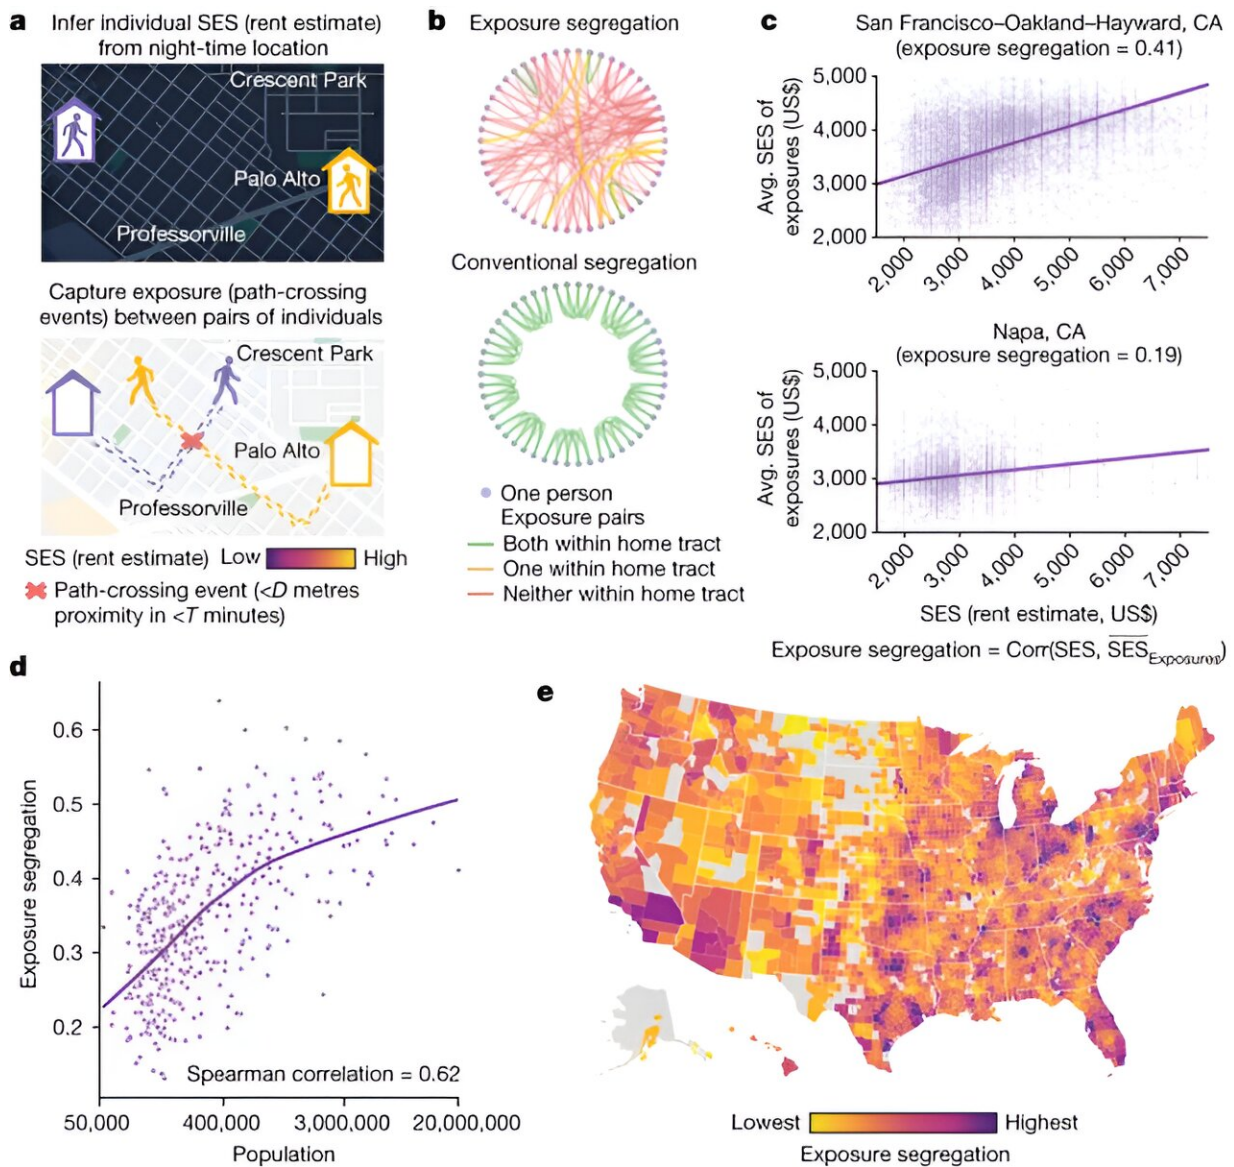 a
Infer individual SES (rent estimate)
from night-time location
Crescent Park
Palo Alto
Professorville
Capture exposure (path-crossing
events) between pairs of individuals
Crescent Park
Palo Alto
Professorville
SES (rent estimate) Low High
Path-crossing event (<D metres
proximity in <T minutes)
b
Exposure segregation
Conventional segregation
One person
Exposure pairs
Both within home tract
One within home tract
Neither within home tract
c
San Francisco–Oakland–Hayward, CA
(exposure segregation = 0.41)
Avg. SES of
exposures (US$)
5,000
4,000
3,000
2,000
2,000 3,000 4,000 5,000 6,000 7,000
Napa, CA
(exposure segregation = 0.19)
Avg. SES of
exposures (US$)
5,000
4,000
3,000
2,000
2,000 3,000 4,000 5,000 6,000 7,000
SES (rent estimate, US$)
Exposure segregation = Corr(SES, SES Exposures)
d
Exposure segregation
0.6
0.5
0.4
0.3
0.2
Spearman correlation = 0.62
50,000 400,000 3,000,000 20,000,000
Population
e
Lowest Highest
Exposure segregation